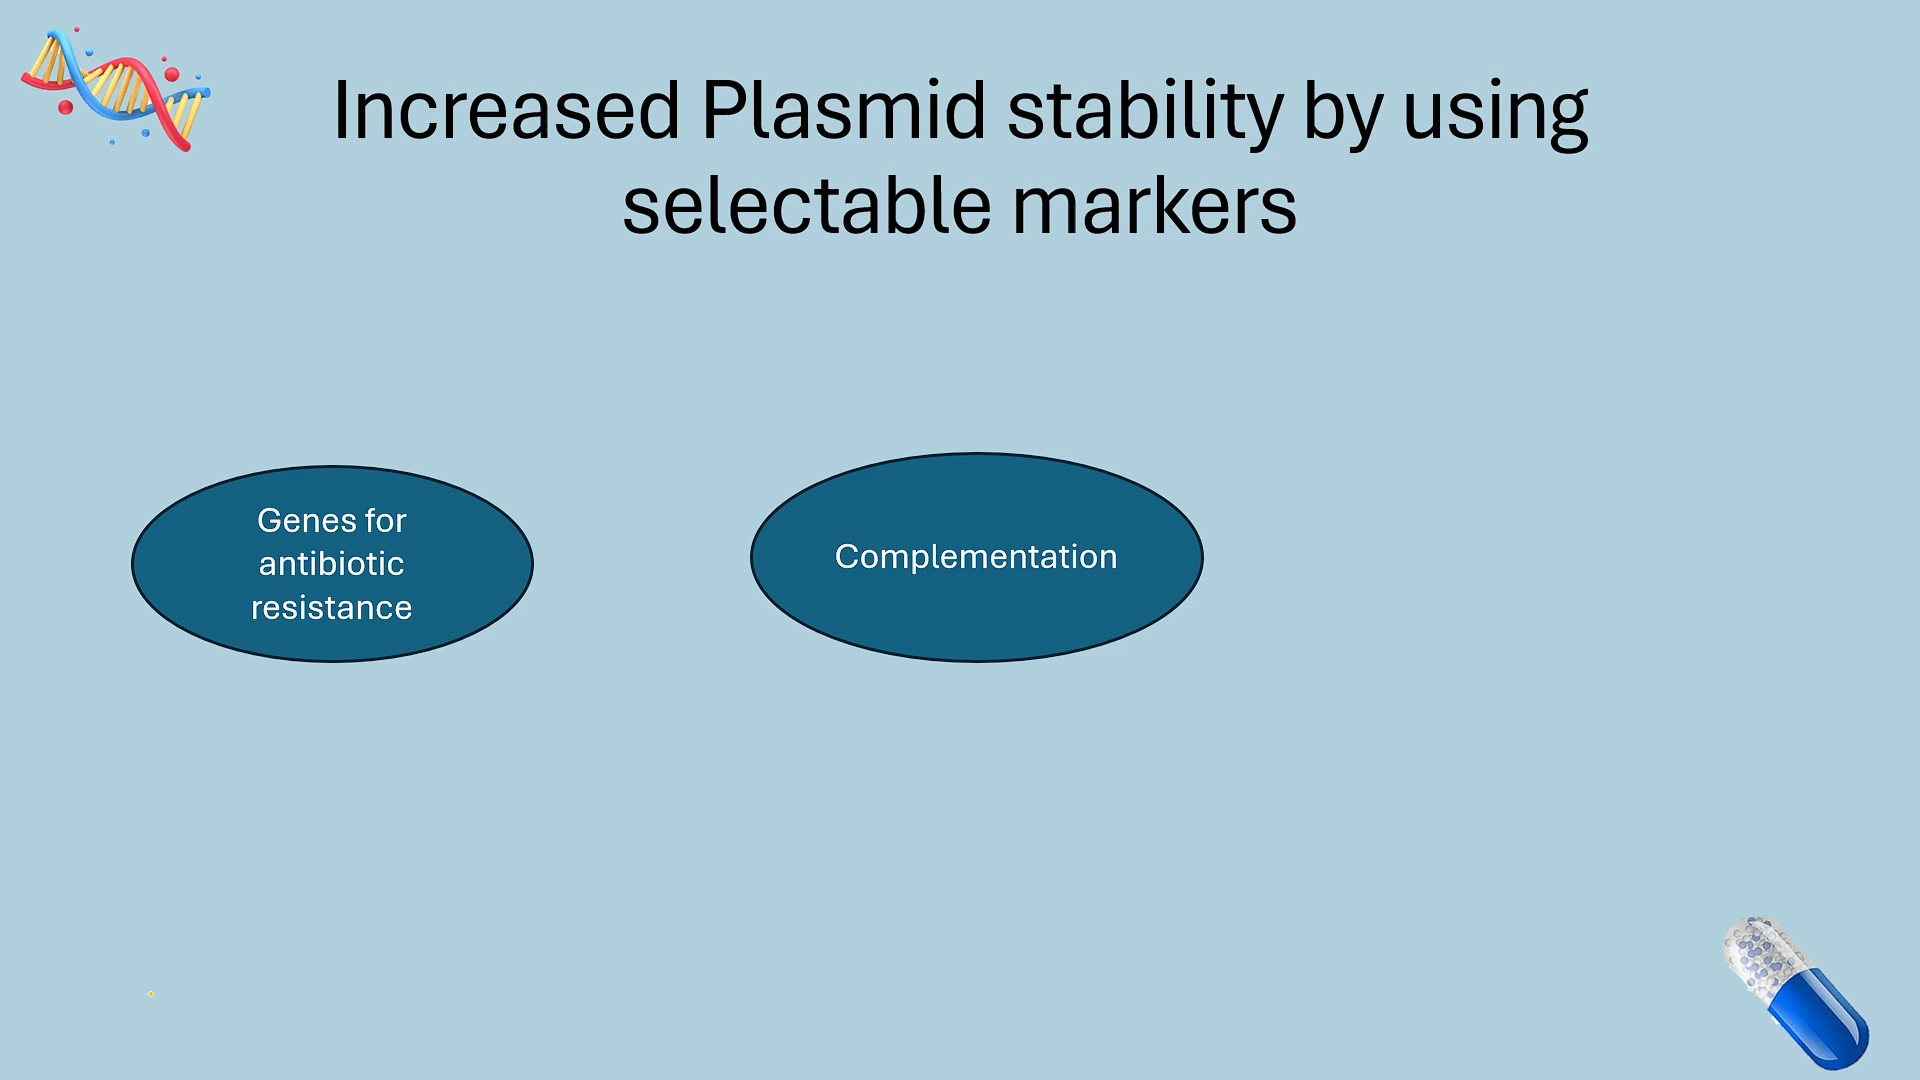 Increased Plasmid stability by using
selectable markers
Genes for
antibiotic
resistance
Complementation